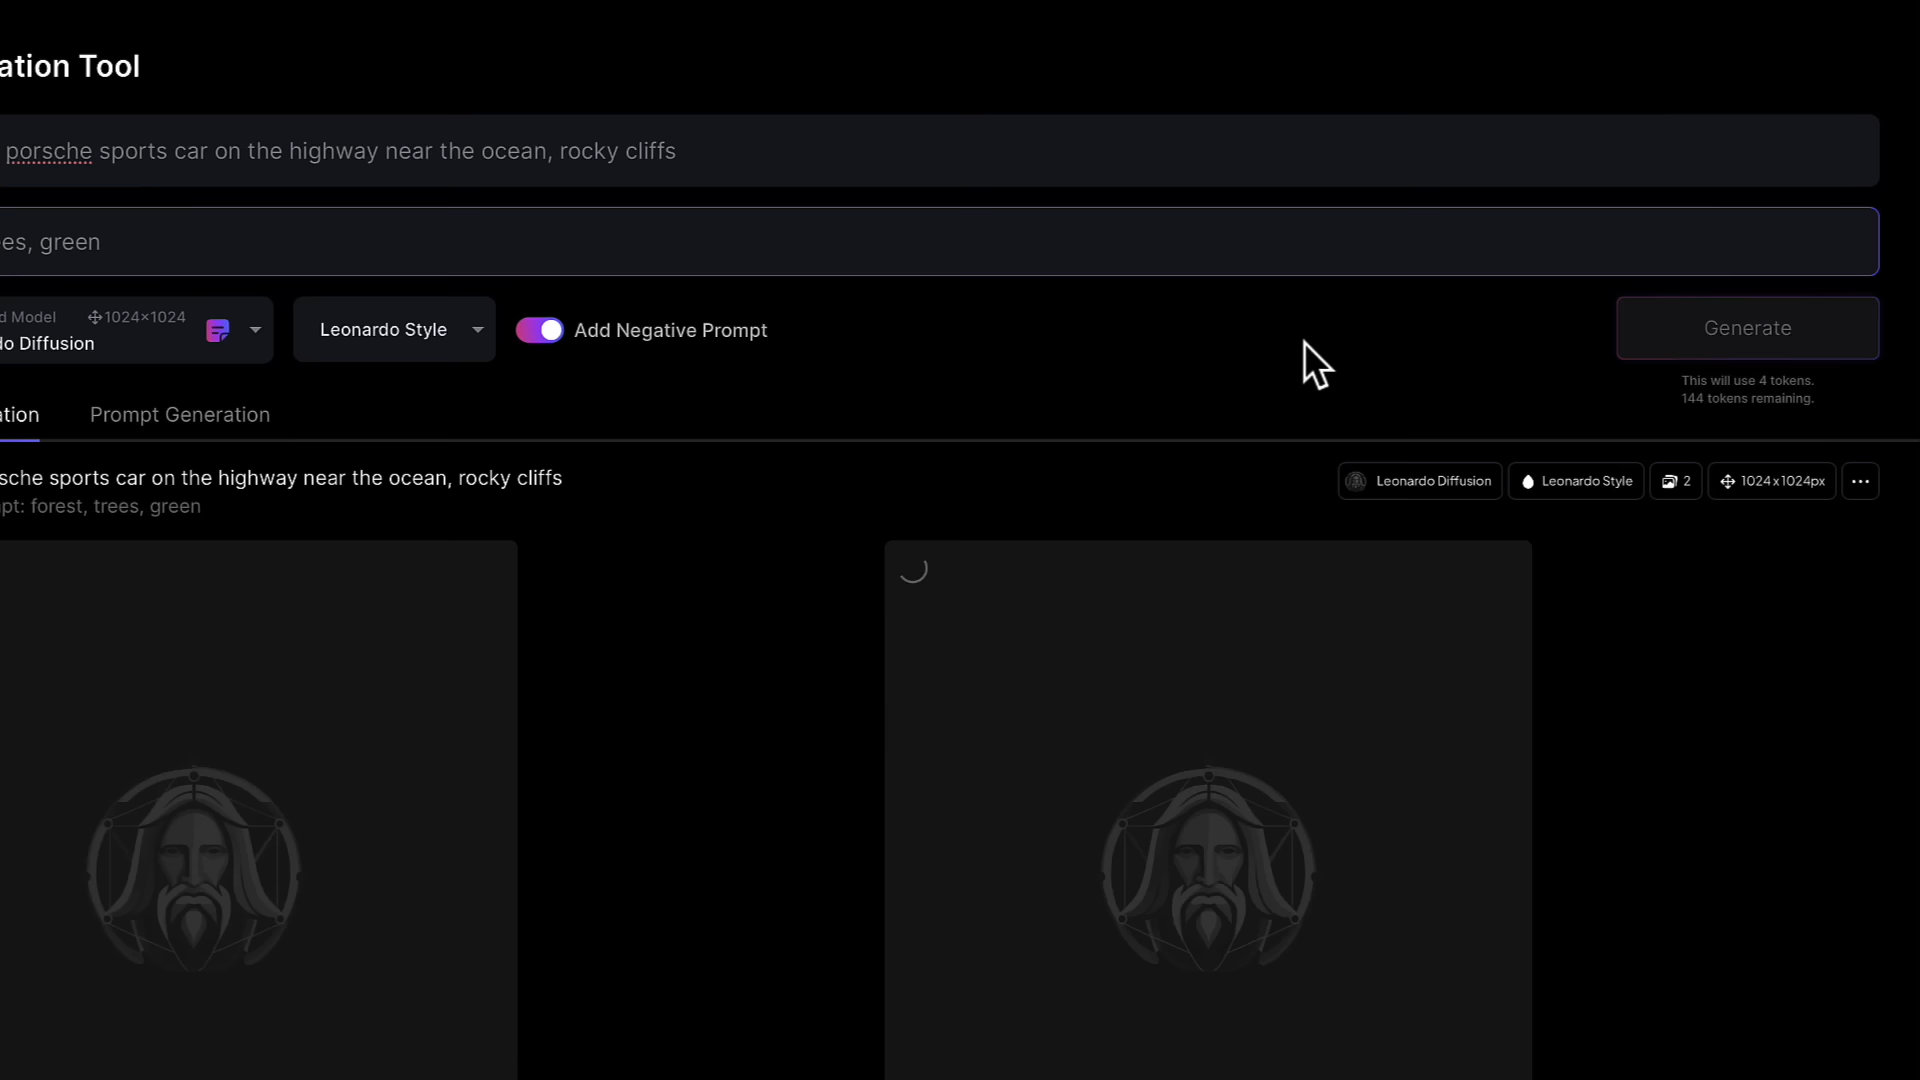 ation Tool
porsche sports car on the highway near the ocean, rocky cliffs
es, green
d Model 1024×1024
do Diffusion
Leonardo Style
Add Negative Prompt
Generate
This will use 4 tokens.
144 tokens remaining.
ation
Prompt Generation
sche sports car on the highway near the ocean, rocky cliffs
pt: forest, trees, green
Leonardo Diffusion
Leonardo Style
2
1024x1024px